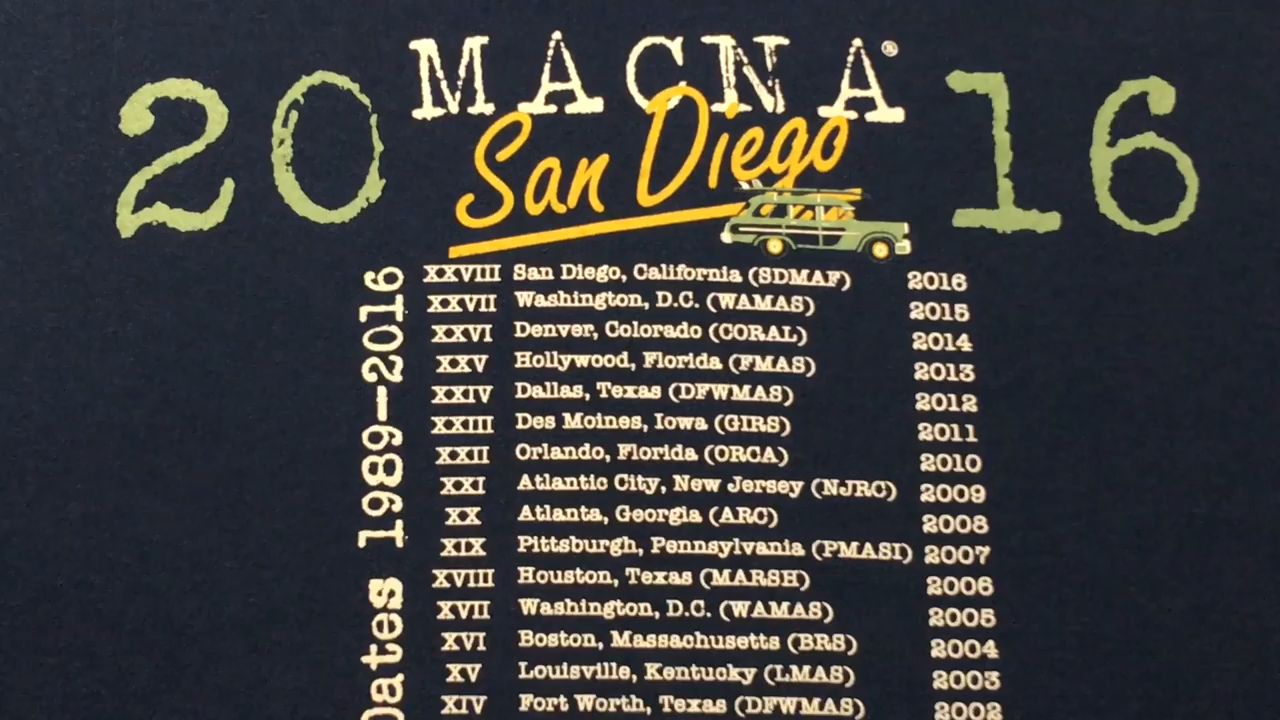 MACNA®
2016
San Diego
Dates 1989-2016
XXVIII San Diego, California (SDMAF) 2016
XXVII Washington, D.C. (WAMAS) 2015
XXVI Denver, Colorado (CORAL) 2014
XXV Hollywood, Florida (FMAS) 2013
XXIV Dallas, Texas (DFWMAS) 2012
XXIII Des Moines, Iowa (GIRS) 2011
XXII Orlando, Florida (ORCA) 2010
XXI Atlantic City, New Jersey (NJRC) 2009
XX Atlanta, Georgia (ARC) 2008
XIX Pittsburgh, Pennsylvania (PMASI) 2007
XVIII Houston, Texas (MARSH) 2006
XVII Washington, D.C. (WAMAS) 2005
XVI Boston, Massachusetts (BRS) 2004
XV Louisville, Kentucky (LMAS) 2003
XIV Fort Worth, Texas (DFWMAS) 2002